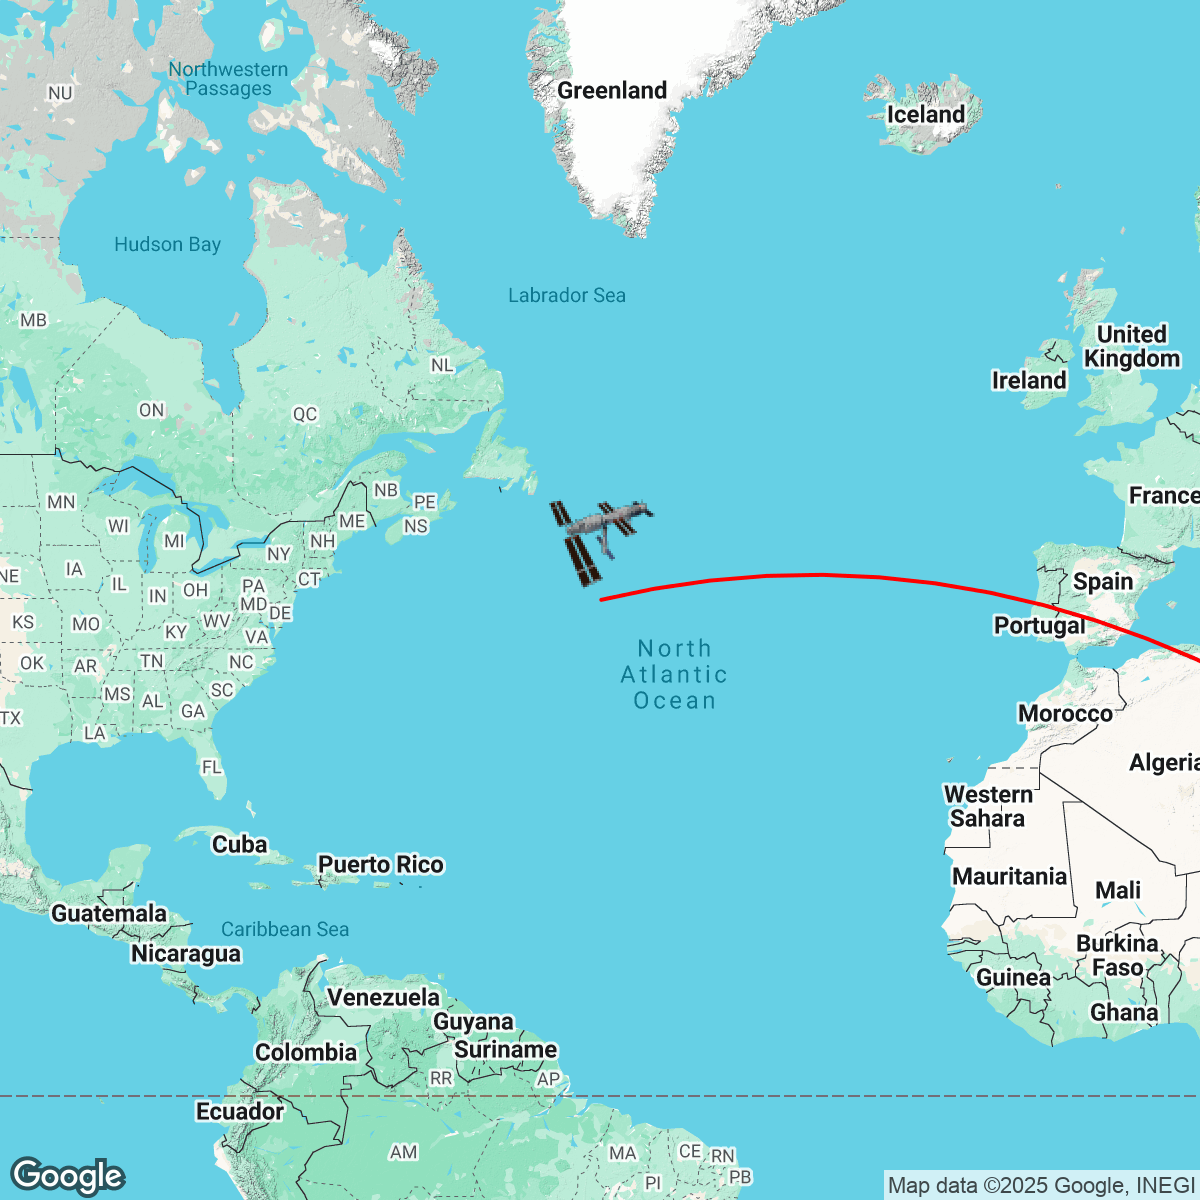 Northwestern
Passages
NU
Greenland
Iceland
Hudson Bay
Labrador Sea
MB
United
Kingdom
NL
Ireland
ON
QC
NB
PE
MN
ME
NS
WI
MI
NH
NY
France
NE
IA
IL
IN
OH
PA
CT
MD
DE
Spain
KS
MO
KY
WV
VA
Portugal
North
Atlantic
Ocean
OK
AR
TN
NC
MS
AL
SC
GA
TX
LA
FL
Morocco
Algeria
Western
Sahara
Cuba
Puerto Rico
Mauritania
Mali
Guatemala
Caribbean Sea
Nicaragua
Burkina
Faso
Guinea
Venezuela
Ghana
Guyana
Suriname
Colombia
RR
AP
Ecuador
AM
MA
CE
RN
PI
PB
Google
Map data ©2025 Google, INEGI